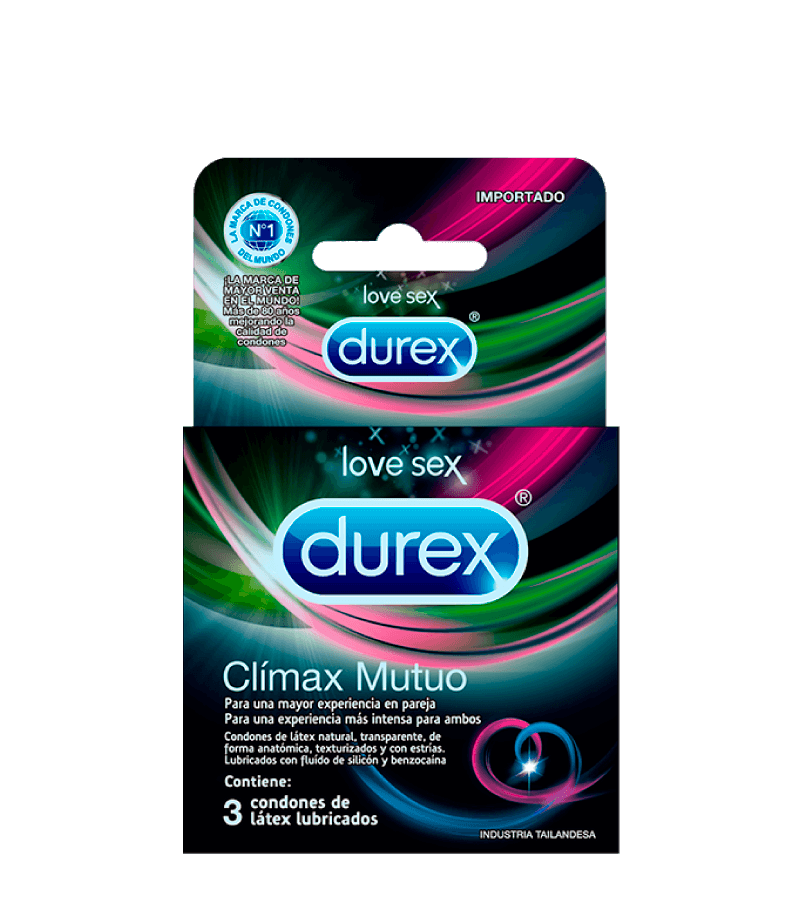 IMPORTADO
LA MARCA DE CONDONES
N°1
DEL MUNDO
¡LA MARCA DE
MAYOR VENTA
EN EL MUNDO!
Más de 80 años
mejorando la
calidad de
condones
love sex
durex®
love sex
durex®
Clímax Mutuo
Para una mayor experiencia en pareja
Para una experiencia más intensa para ambos
Condones de látex natural, transparente, de
forma anatómica, texturizados y con estrías.
Lubricados con fluído de silicón y benzocaína
Contiene:
3 condones de
látex lubricados
INDUSTRIA TAILANDESA